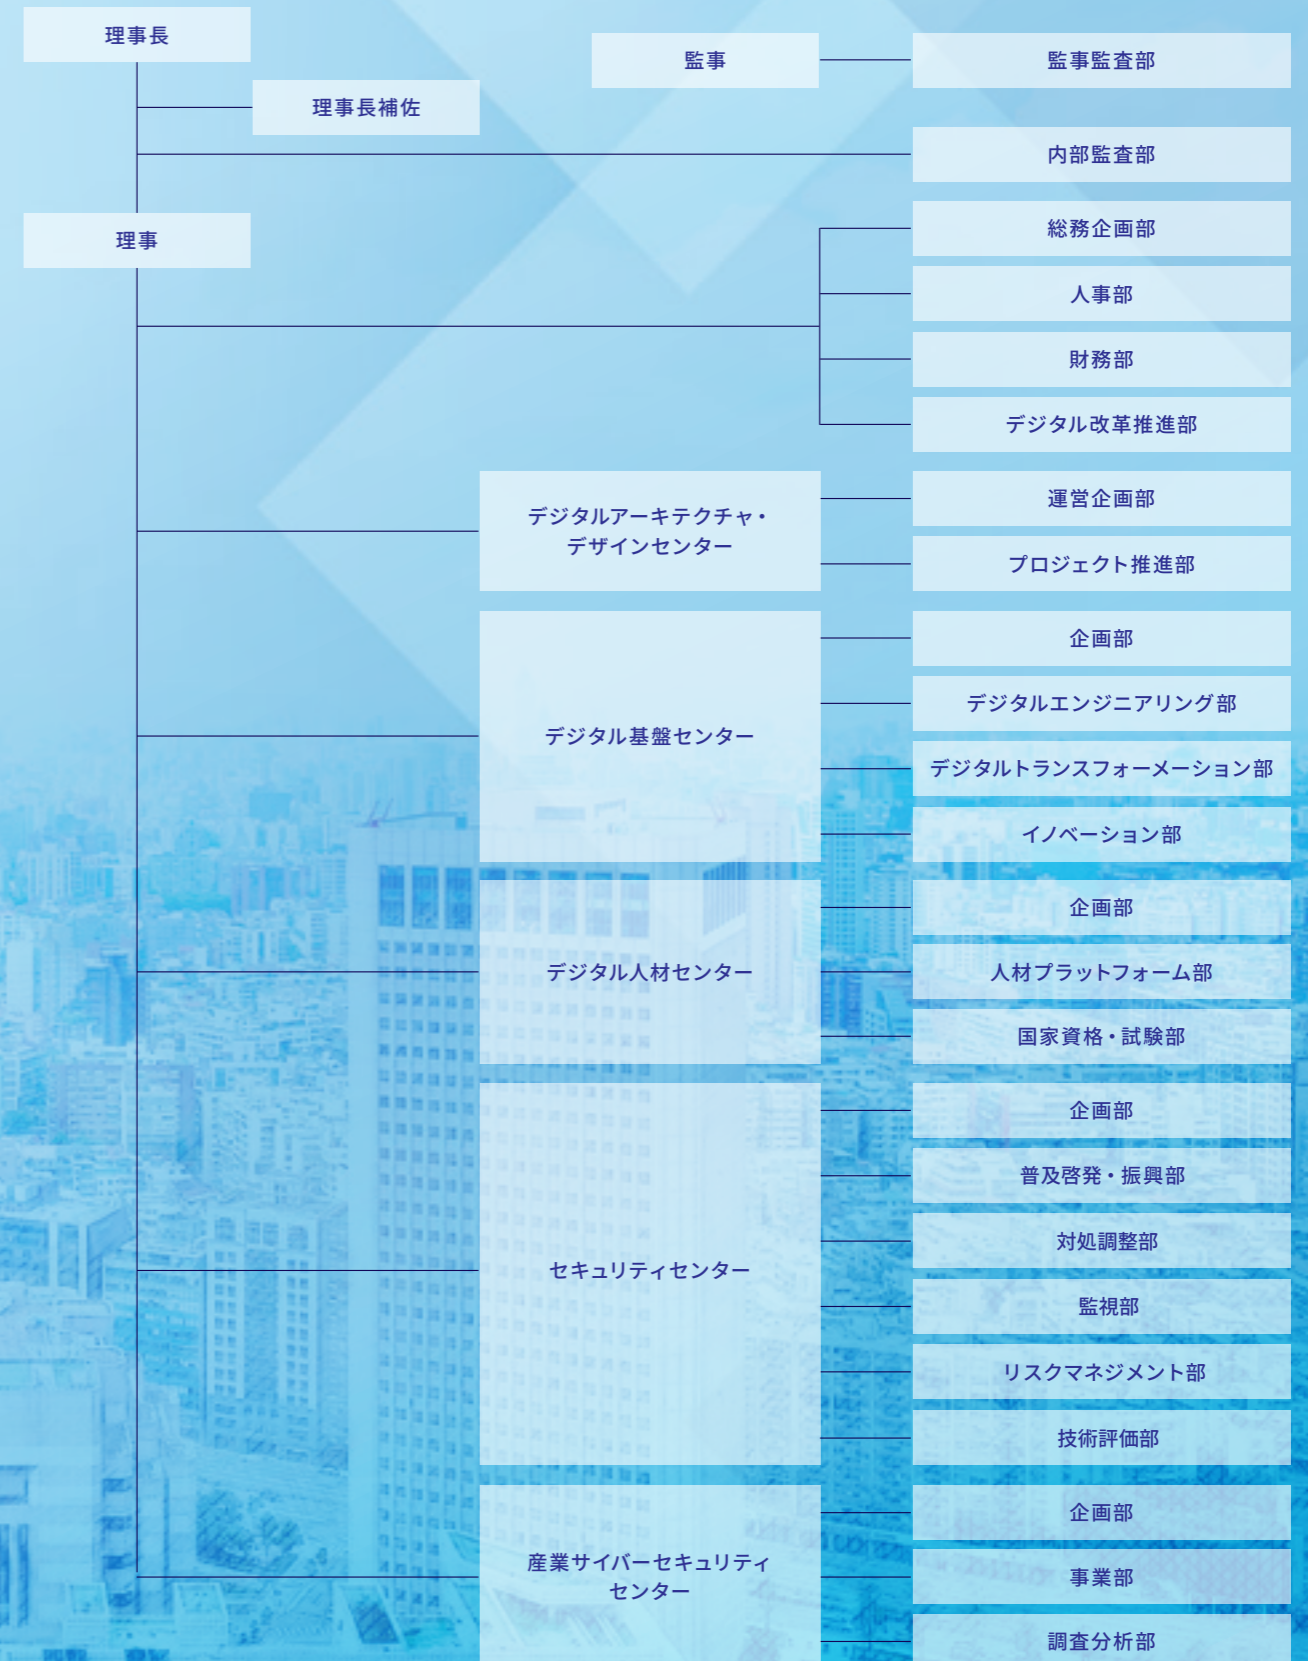 理事長
監事
監事監査部
理事長補佐
内部監査部
理事
総務企画部
人事部
財務部
デジタル改革推進部
デジタルアーキテクチャ・
デザインセンター
運営企画部
プロジェクト推進部
デジタル基盤センター
企画部
デジタルエンジニアリング部
デジタルトランスフォーメーション部
イノベーション部
デジタル人材センター
企画部
人材プラットフォーム部
国家資格・試験部
セキュリティセンター
企画部
普及啓発・振興部
対処調整部
監視部
リスクマネジメント部
技術評価部
産業サイバーセキュリティ
センター
企画部
事業部
調査分析部